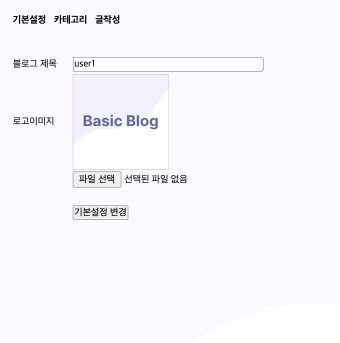 기본설정 카테고리 글작성
블로그 제목 user1
Basic Blog
로고이미지
파일 선택 선택된 파일 없음
기본설정 변경